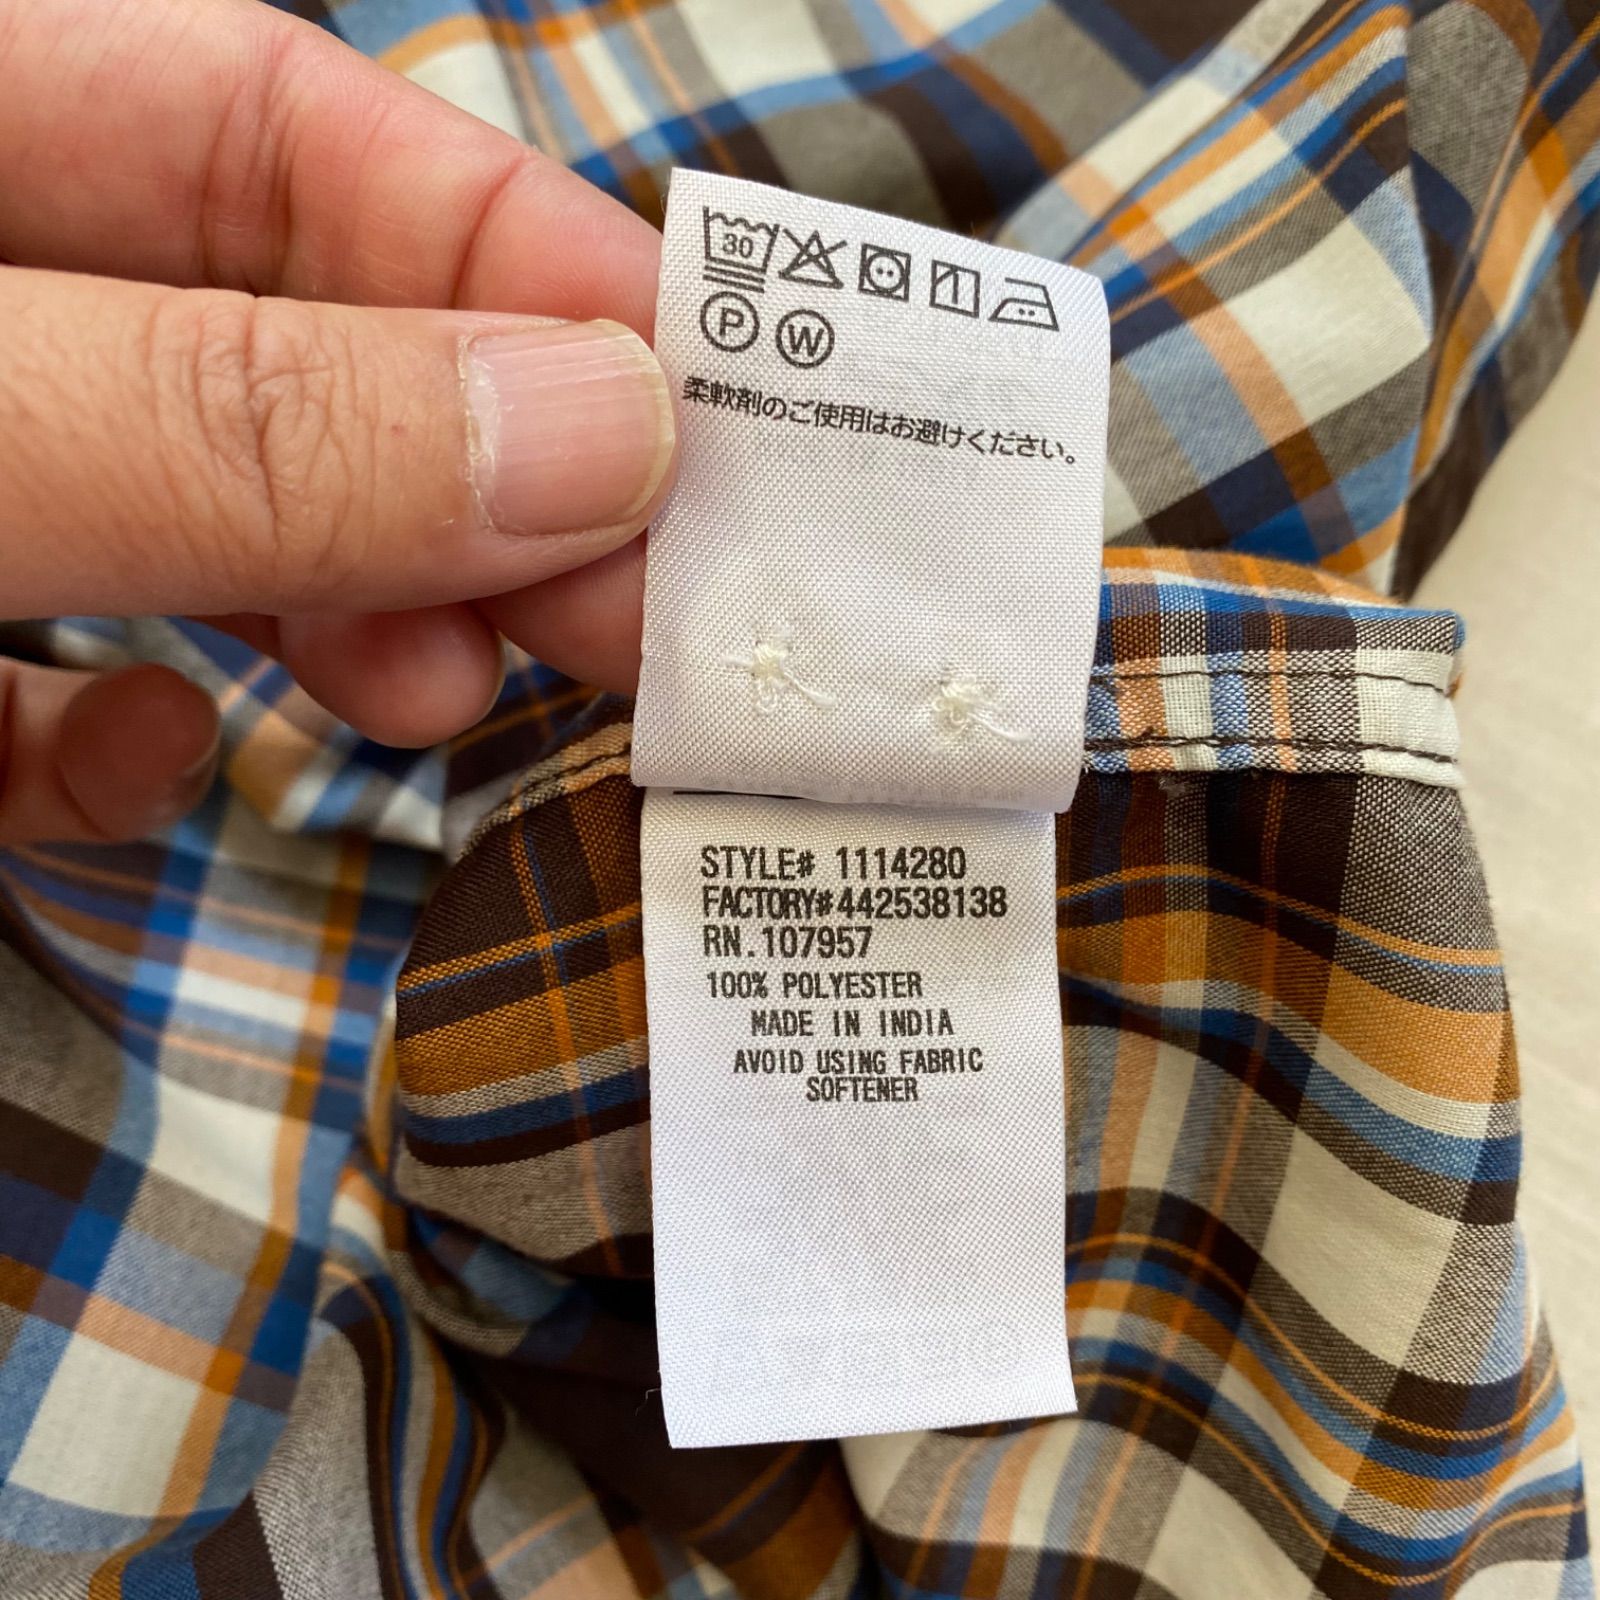 30
P W
柔軟剤のご使用はお避けください。
STYLE# 1114280
FACTORY#442538138
RN.107957
100% POLYESTER
MADE IN INDIA
AVOID USING FABRIC
SOFTENER